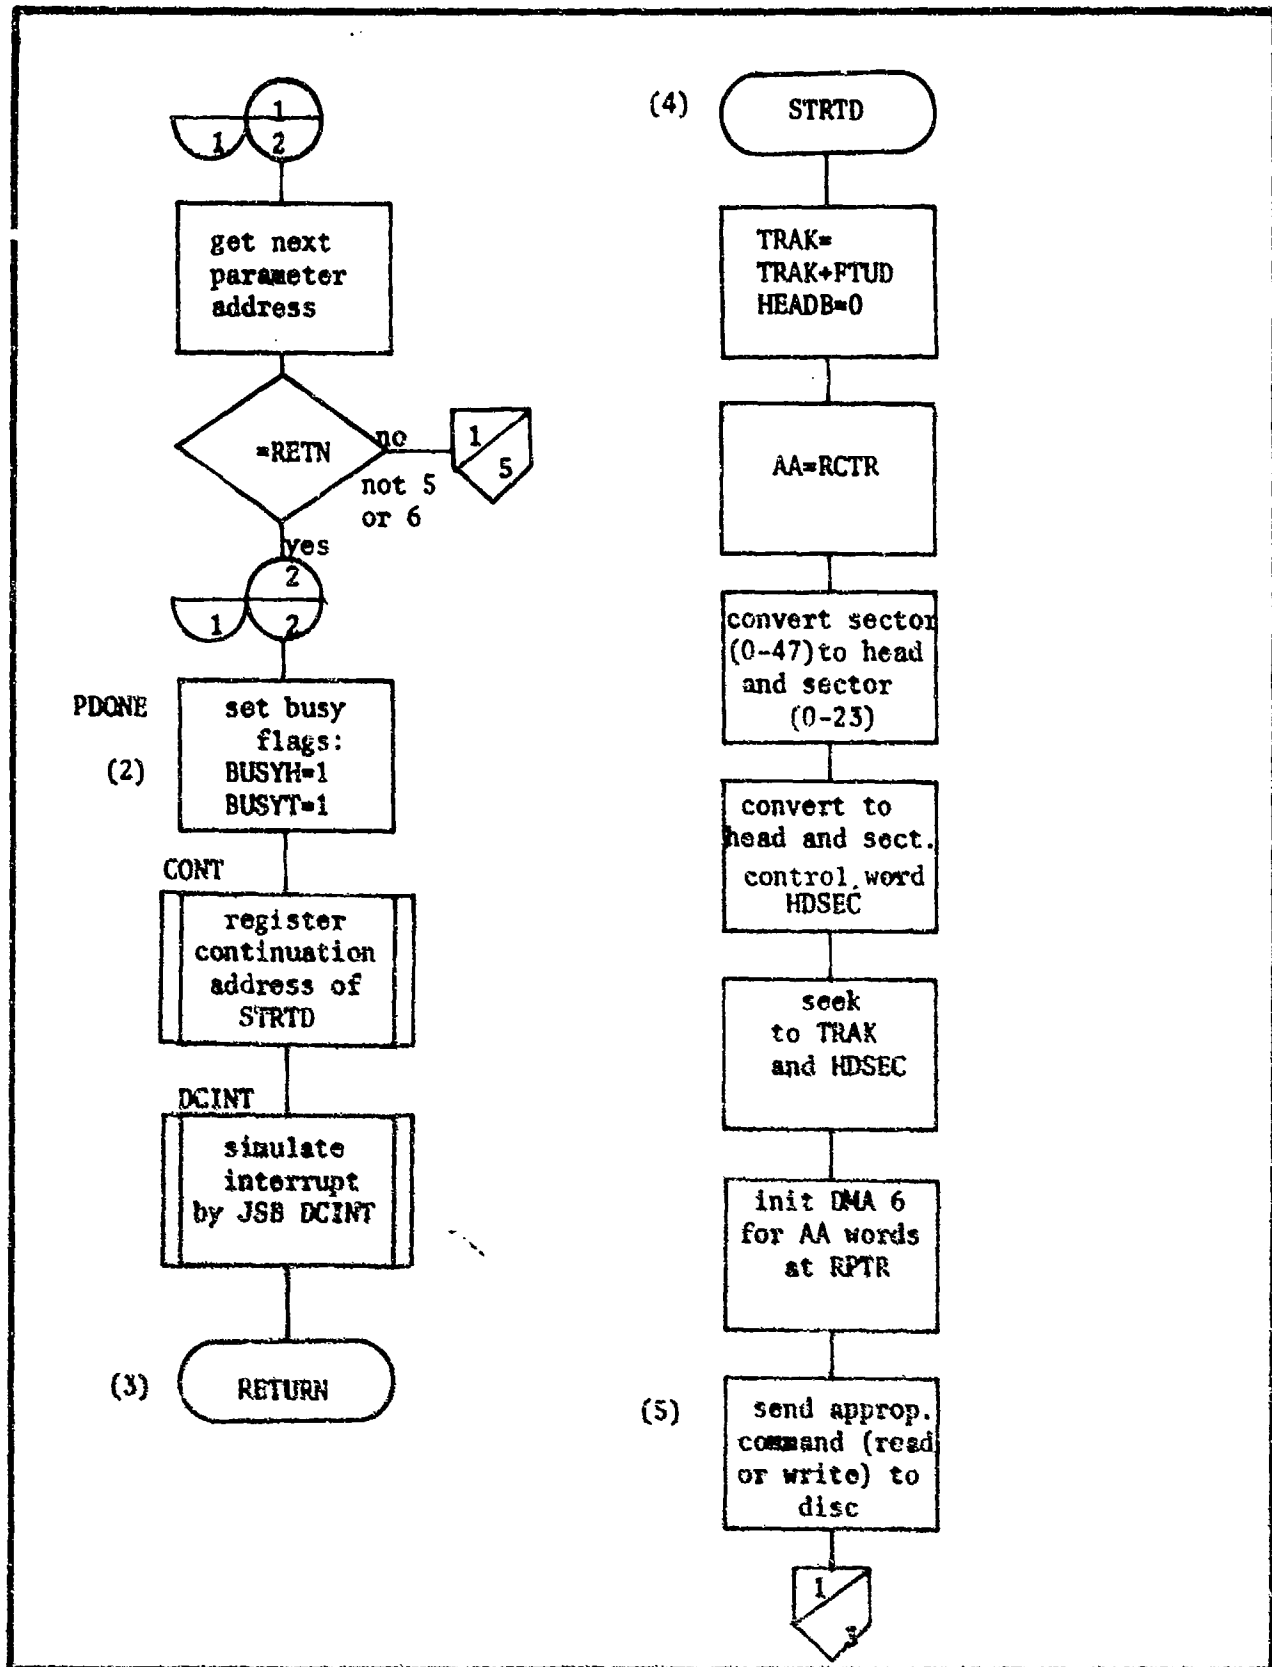 1
1
2
get next
parameter
address
=RETN
no
1
5
not 5
or 6
yes
2
1
2
PDONE
(2)
set busy
flags:
BUSYH=1
BUSYT=1
CONT
register
continuation
address of
STRTD
DCINT
simulate
interrupt
by JSB DCINT
(3)
RETURN
(4)
STRTD
TRAK=
TRAK+FTUD
HEADB=0
AA=RCTR
convert sector
(0-47)to head
and sector
(0-23)
convert to
head and sect.
control word
HDSEC
seek
to TRAK
and HDSEC
init DMA 6
for AA words
at RPTR
(5)
send approp.
command (read
or write) to
disc
1
3